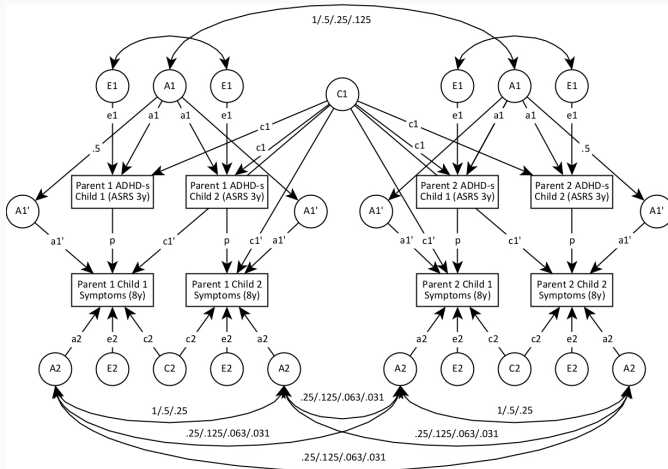 1/.5/.25/.125
E1 A1 E1 C1 E1 A1 E1
e1 a1 a1 e1 c1 c1 e1 a1 a1 e1
c1 c1
.5 .5
Parent 1 ADHD-s
Child 1 (ASRS 3y)
Parent 1 ADHD-s
Child 2 (ASRS 3y)
Parent 2 ADHD-s
Child 1 (ASRS 3y)
Parent 2 ADHD-s
Child 2 (ASRS 3y)
A1' A1' A1' A1'
a1' p c1' p c1' a1' a1' c1' p c1' p a1'
Parent 1 Child 1
Symptoms (8y)
Parent 1 Child 2
Symptoms (8y)
Parent 2 Child 1
Symptoms (8y)
Parent 2 Child 2
Symptoms (8y)
a2 e2 c2 c2 e2 a2 a2 e2 c2 c2 e2 a2
A2 E2 C2 E2 A2 A2 E2 C2 E2 A2
.25/.125/.063/.031
1/.5/.25 1/.5/.25
.25/.125/.063/.031 .25/.125/.063/.031
.25/.125/.063/.031